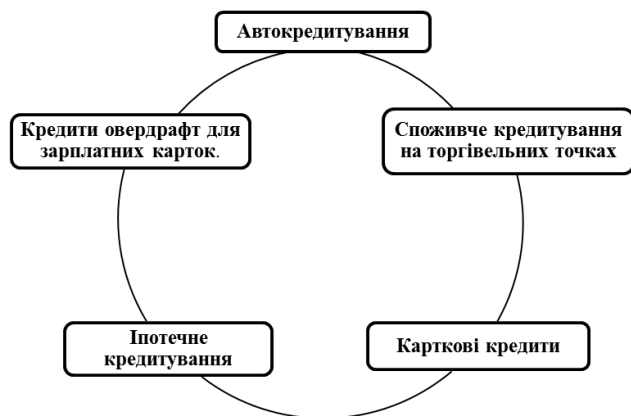 Автокредитування
Кредити овердрафт для
зарплатних карток.
Споживче кредитування
на торгівельних точках
Іпотечне
кредитування
Карткові кредити